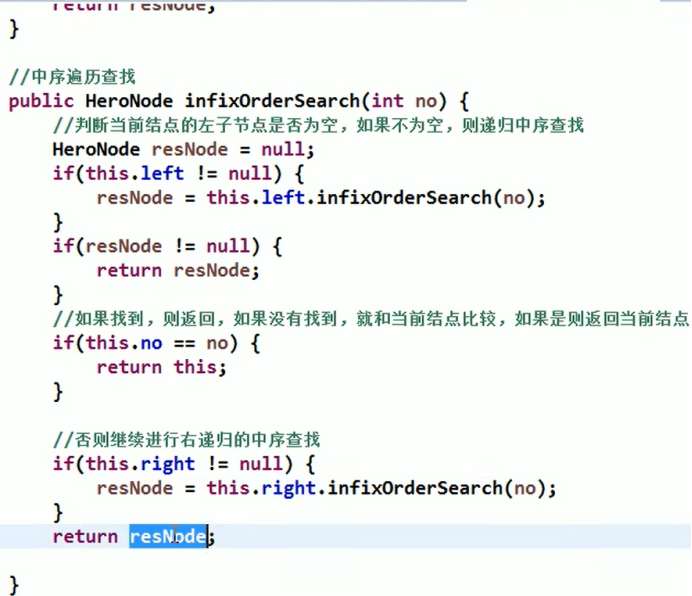 return resNode;
}
//中序遍历查找
public HeroNode infixOrderSearch(int no) {
//判断当前结点的左子节点是否为空，如果不为空，则递归中序查找
HeroNode resNode = null;
if(this.left != null) {
resNode = this.left.infixOrderSearch(no);
}
if(resNode != null) {
return resNode;
}
//如果找到，则返回，如果没有找到，就和当前结点比较，如果是则返回当前结点
if(this.no == no) {
return this;
}
//否则继续进行右递归的中序查找
if(this.right != null) {
resNode = this.right.infixOrderSearch(no);
}
return resNode;
}